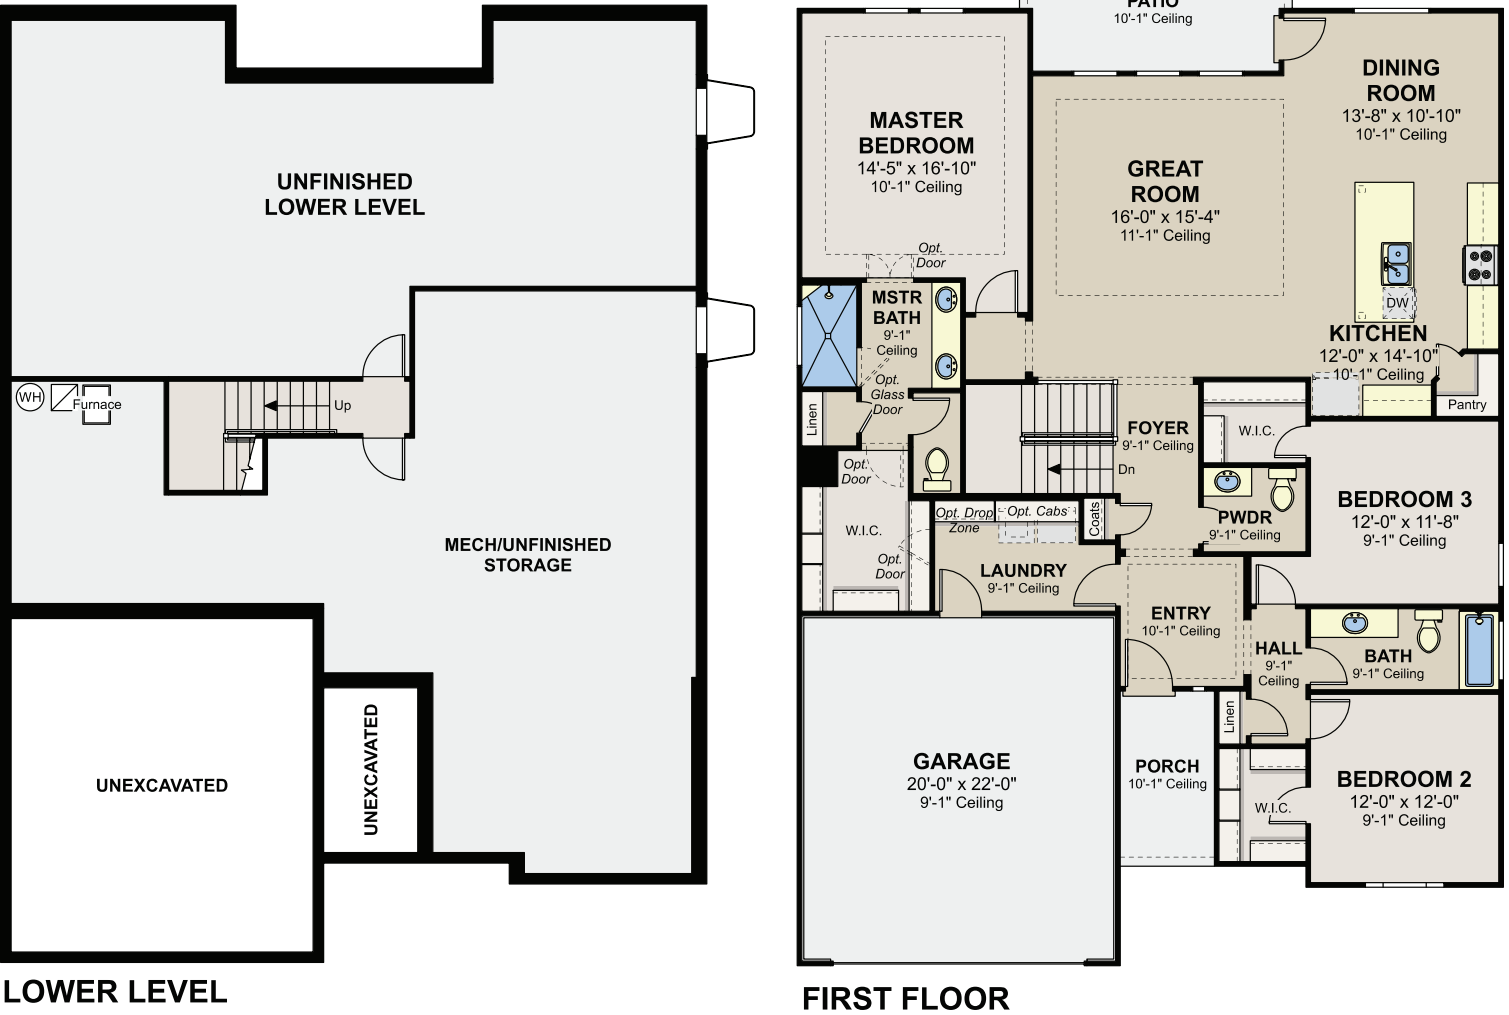 UNFINISHED
LOWER LEVEL
WH
Furnace
Up
MECH/UNFINISHED
STORAGE
UNEXCAVATED
UNEXCAVATED
LOWER LEVEL
PATIO
10'-1" Ceiling
DINING
ROOM
13'-8" x 10'-10"
10'-1" Ceiling
MASTER
BEDROOM
14'-5" x 16'-10"
10'-1" Ceiling
GREAT
ROOM
16'-0" x 15'-4"
11'-1" Ceiling
Opt.
Door
MSTR
BATH
9'-1"
Ceiling
DW
KITCHEN
12'-0" x 14'-10"
10'-1" Ceiling
Pantry
Opt.
Glass
Door
Linen
FOYER
9'-1" Ceiling
W.I.C.
Opt.
Door
Dn
BEDROOM 3
12'-0" x 11'-8"
9'-1" Ceiling
W.I.C.
Opt. Drop
Zone
Opt. Cabs
Coats
PWDR
9'-1" Ceiling
Opt.
Door
LAUNDRY
9'-1" Ceiling
ENTRY
10'-1" Ceiling
HALL
9'-1"
Ceiling
BATH
9'-1" Ceiling
Linen
GARAGE
20'-0" x 22'-0"
9'-1" Ceiling
PORCH
10'-1" Ceiling
W.I.C.
BEDROOM 2
12'-0" x 12'-0"
9'-1" Ceiling
FIRST FLOOR